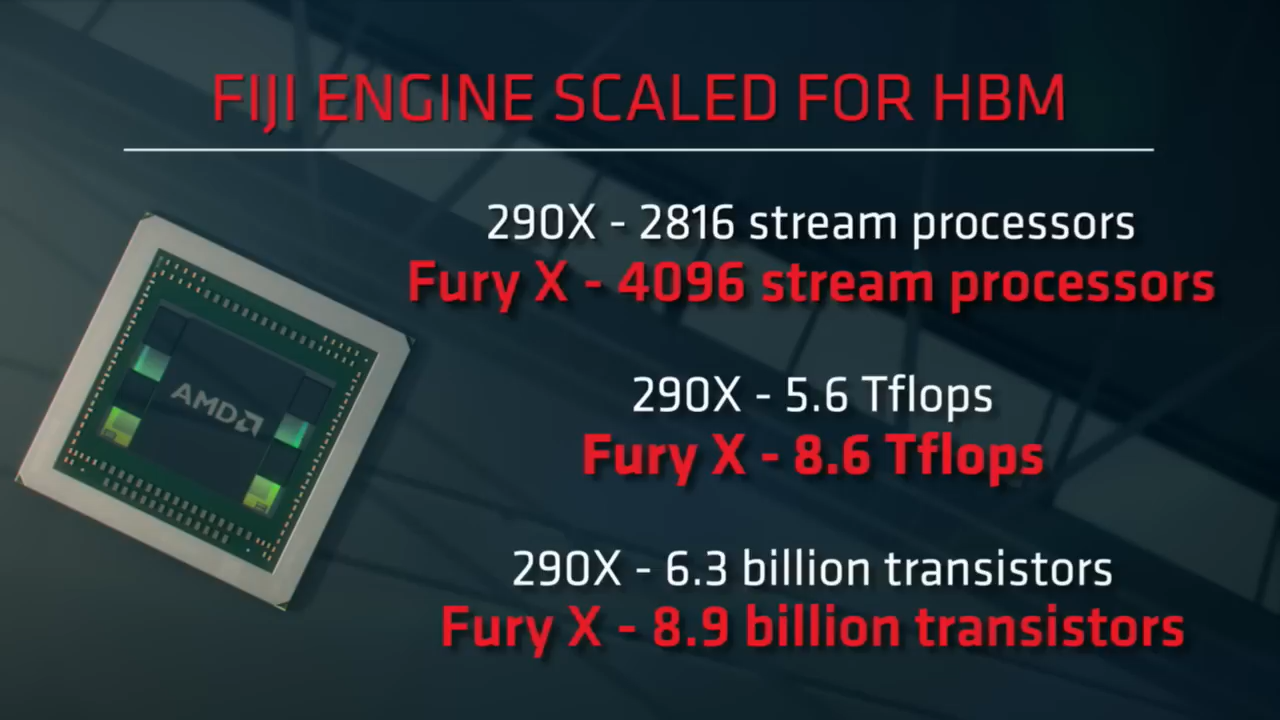 FIJI ENGINE SCALED FOR HBM
290X - 2816 stream processors
Fury X - 4096 stream processors
AMD
290X - 5.6 Tflops
Fury X - 8.6 Tflops
290X - 6.3 billion transistors
Fury X - 8.9 billion transistors